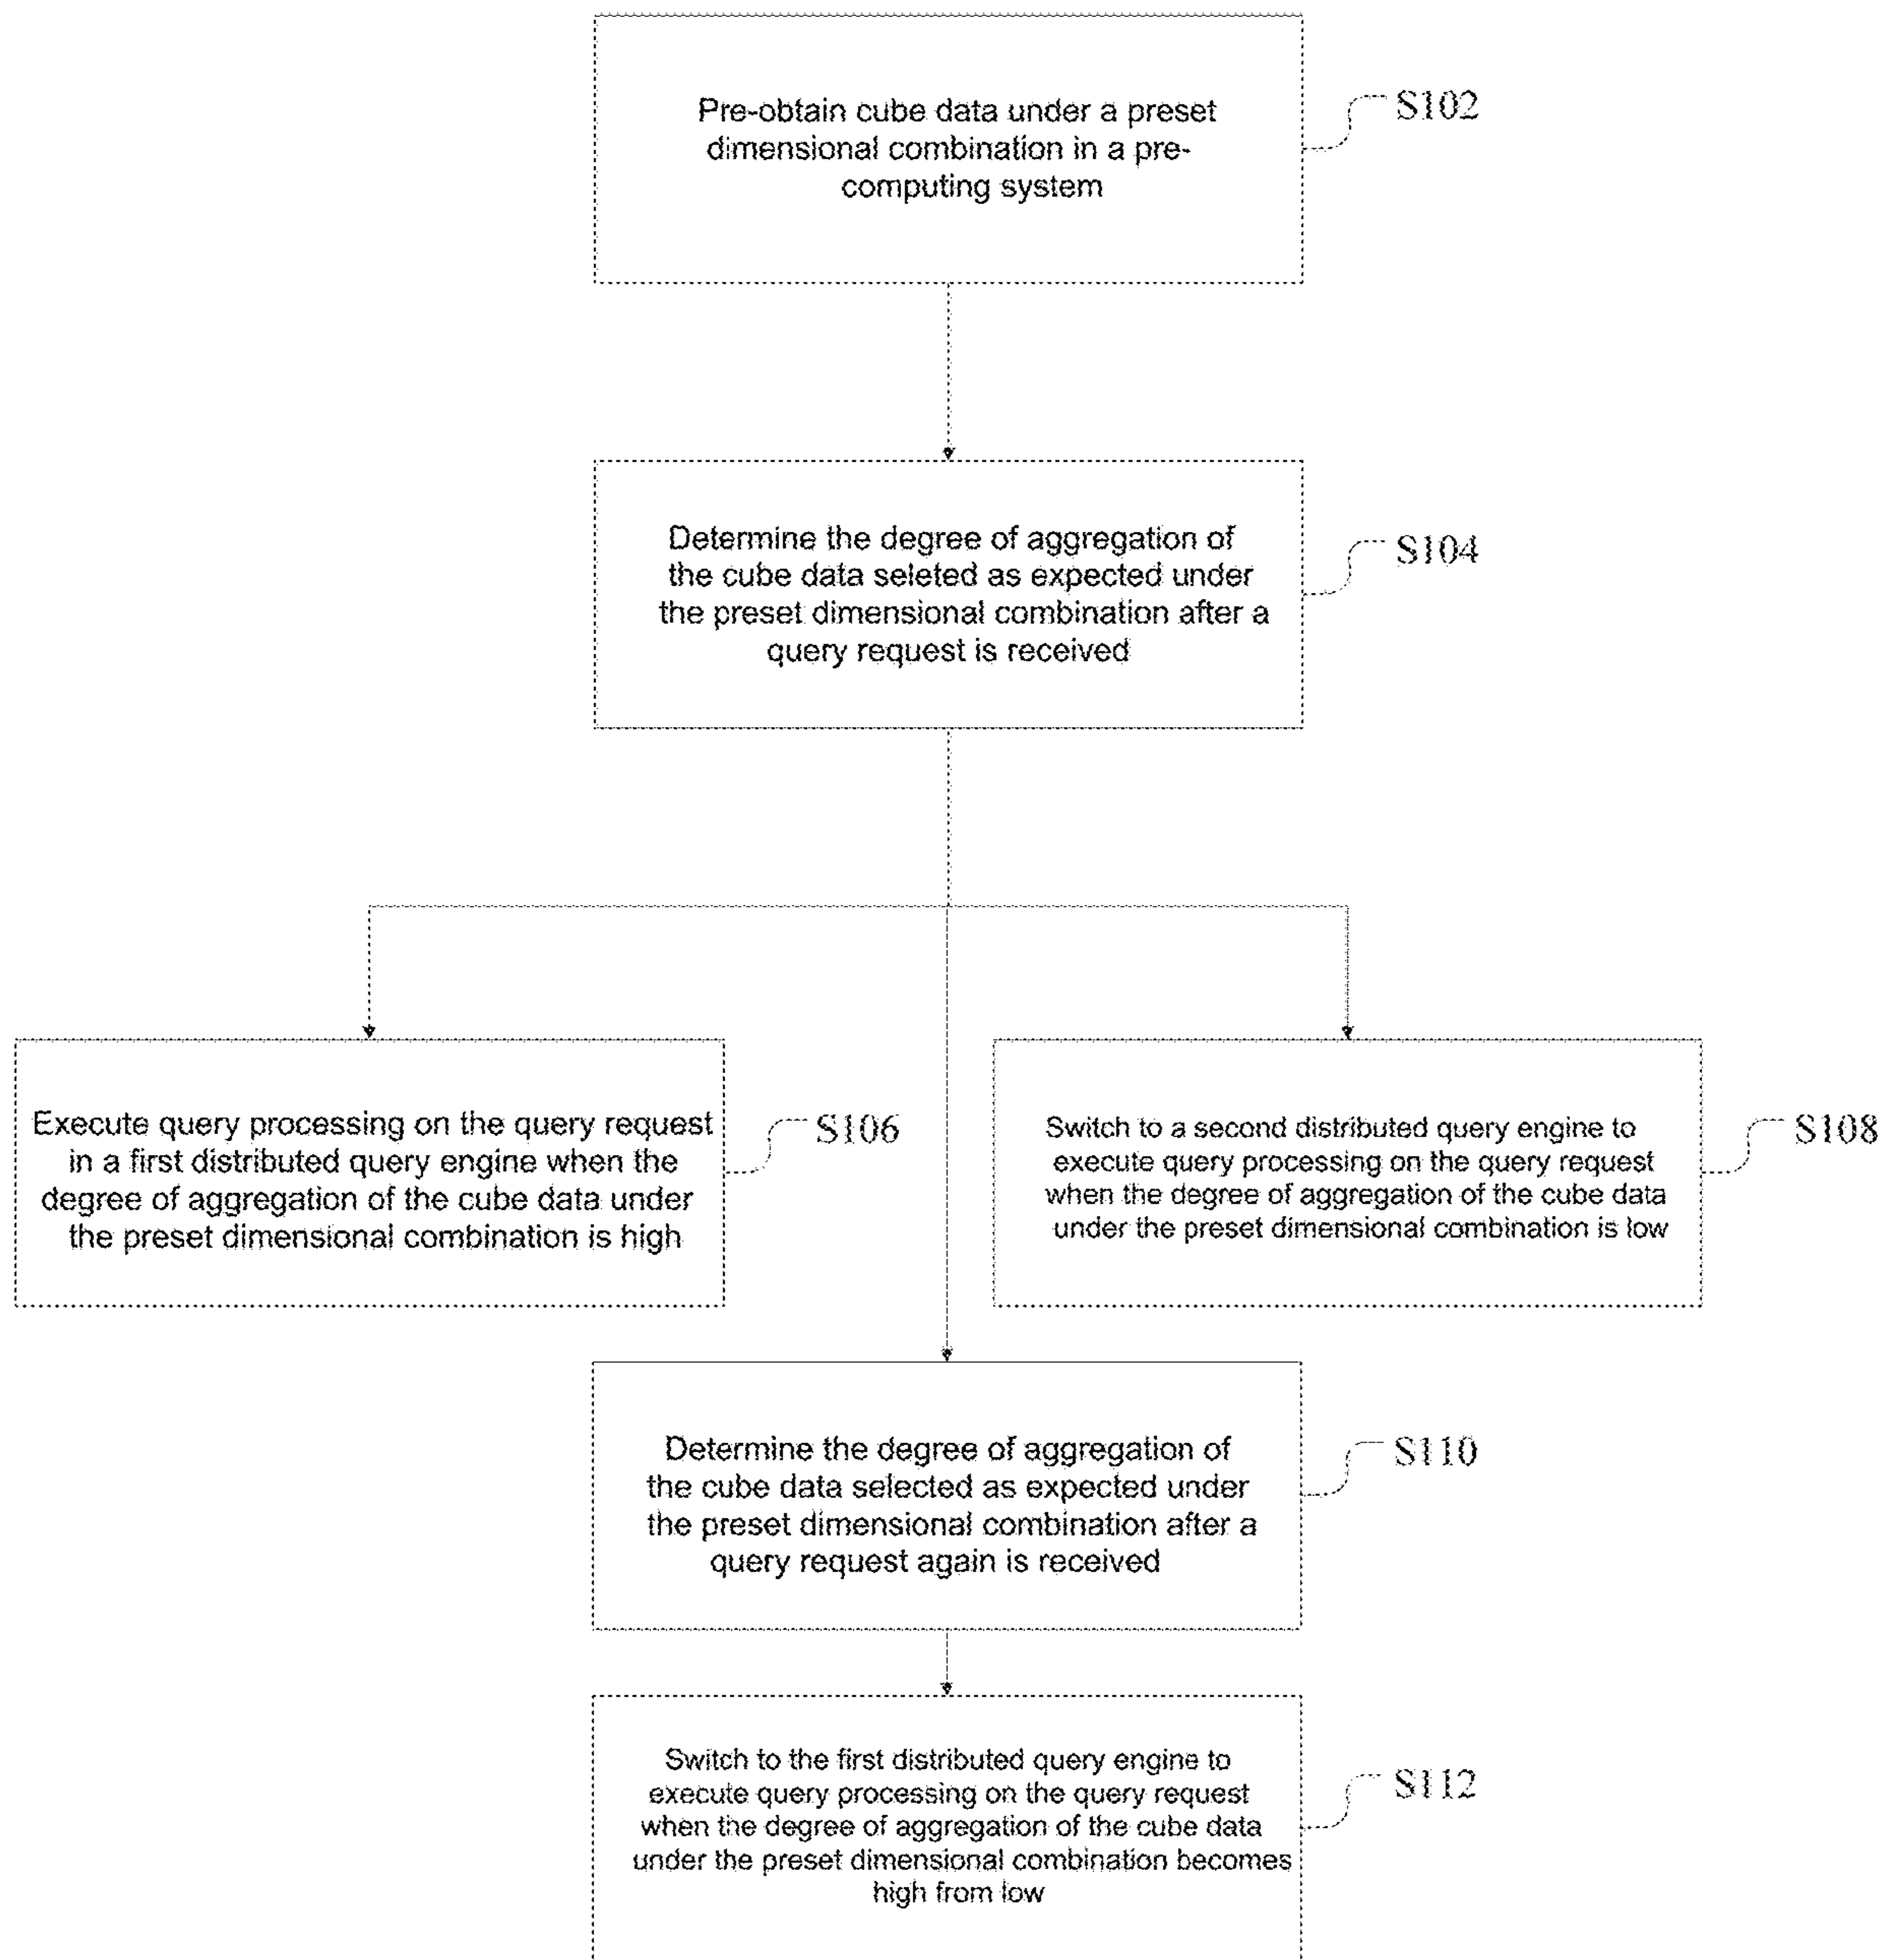 Pre-obtain cube data under a preset
dimensional combination in a pre-
computing system
S102
Determine the degree of aggregation of
the cube data seleted as expected under
the preset dimensional combination after a
query request is received
S104
Execute query processing on the query request
in a first distributed query engine when the
degree of aggregation of the cube data under
the preset dimensional combination is high
S106
Switch to a second distributed query engine to
execute query processing on the query request
when the degree of aggregation of the cube data
under the preset dimensional combination is low
S108
Determine the degree of aggregation of
the cube data selected as expected under
the preset dimensional combination after a
query request again is received
S110
Switch to the first distributed query engine to
execute query processing on the query request
when the degree of aggregation of the cube data
under the preset dimensional combination becomes
high from low
S112